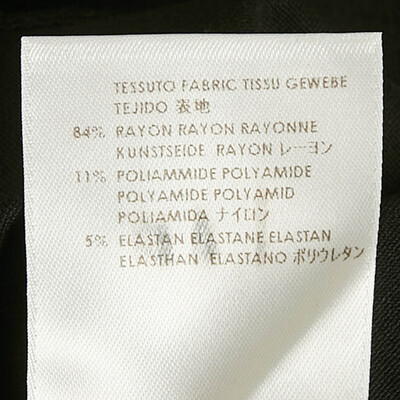 TESSUTO FABRIC TISSU GEWEBE
TEJIDO 表地
84% RAYON RAYON RAYONNE
KUNSTSEIDE RAYON レーヨン
11% POLIAMMIDE POLYAMIDE
POLYAMIDE POLYAMID
POLIAMIDA ナイロン
5% ELASTAN ELASTANE ELASTAN
ELASTHAN ELASTANO ポリウレタン